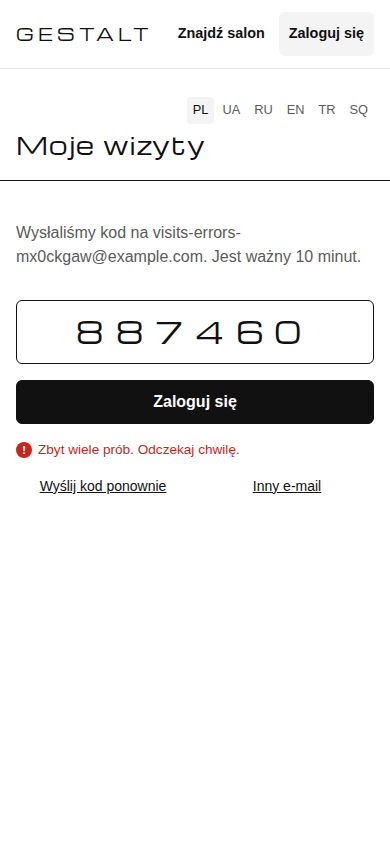 GESTALT Znajdź salon Zaloguj się
PL UA RU EN TR SQ
Moje wizyty
Wysłaliśmy kod na visits-errors-
mx0ckgaw@example.com. Jest ważny 10 minut.
887460
Zaloguj się
! Zbyt wiele prób. Odczekaj chwilę.
Wyślij kod ponownie Inny e-mail